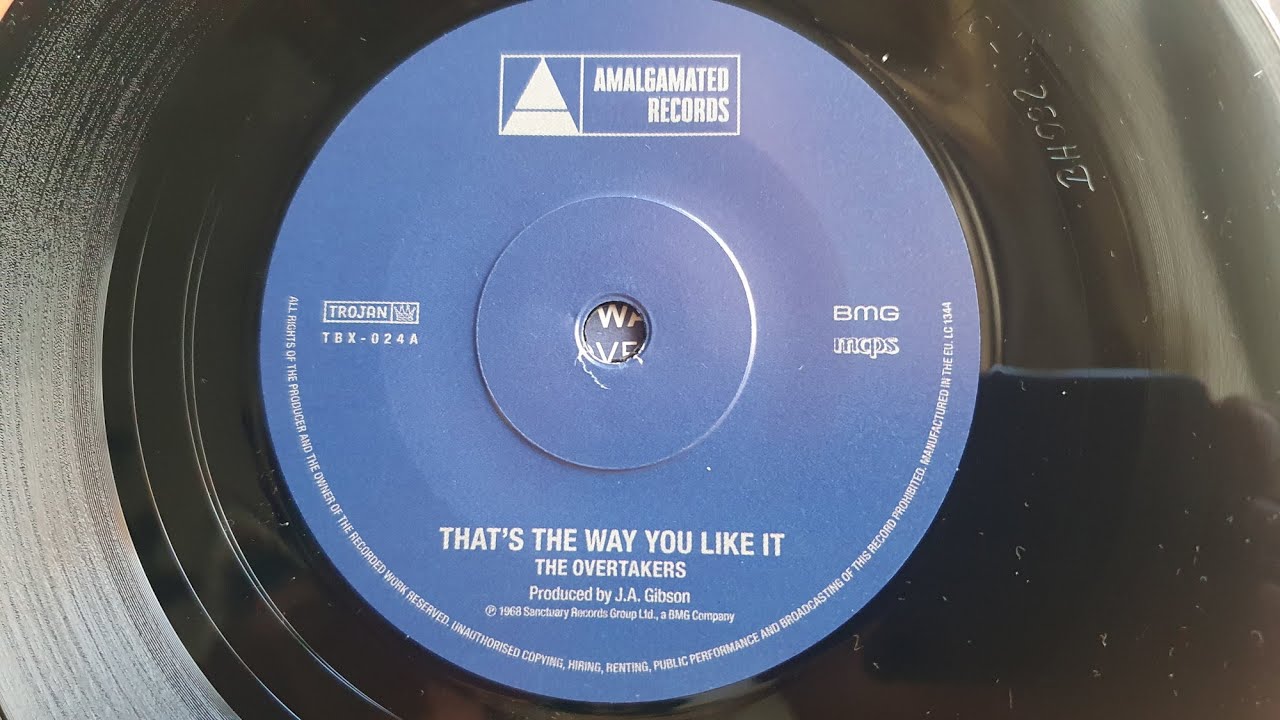 AMALGAMATED
RECORDS
TROJAN
TBX-024A
BMG
mcps
WA
THAT'S THE WAY YOU LIKE IT
THE OVERTAKERS
Produced by J.A. Gibson
℗ 1968 Sanctuary Records Group Ltd., a BMG Company
ALL RIGHTS OF THE PRODUCER AND THE OWNER OF THE RECORDED WORK RESERVED. UNAUTHORISED COPYING, HIRING, RENTING, PUBLIC PERFORMANCE AND BROADCASTING OF THIS RECORD PROHIBITED. MANUFACTURED IN THE EU. LC 1344